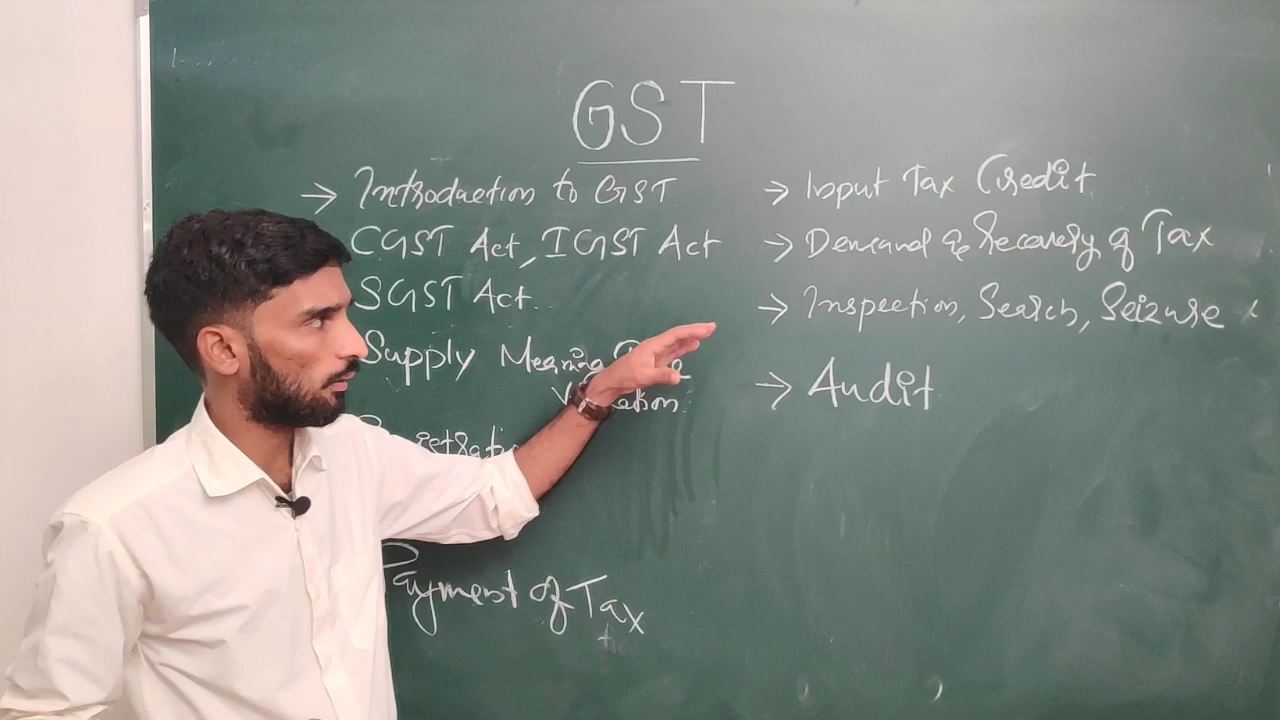 GST
→ Introduction to GST
CGST Act, IGST Act
SGST Act.
Supply Meaning
Payment of Tax
→ Input Tax Credit
→ Demand & Recovery of Tax
→ Inspection, Search, Seizure
→ Audit